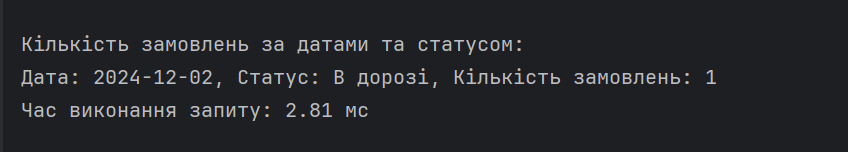 Кількість замовлень за датами та статусом:
Дата: 2024-12-02, Статус: В дорозі, Кількість замовлень: 1
Час виконання запиту: 2.81 мс